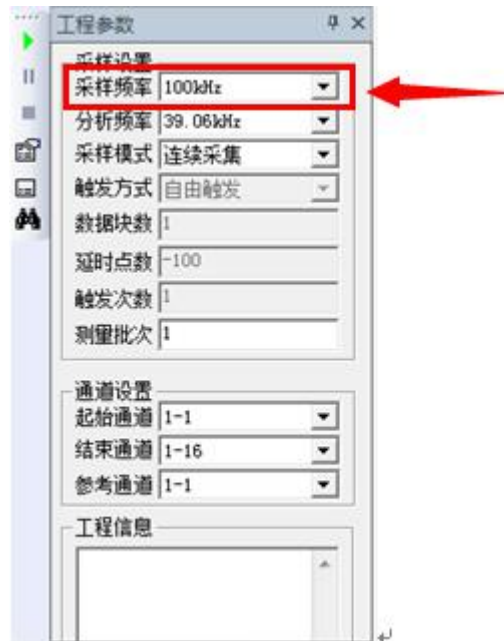 工程参数
采样设置
采样频率 100kHz
分析频率 39.06kHz
采样模式 连续采集
触发方式 自由触发
数据块数 1
延时点数 -100
触发次数 1
测量批次 1
通道设置
起始通道 1-1
结束通道 1-16
参考通道 1-1
工程信息